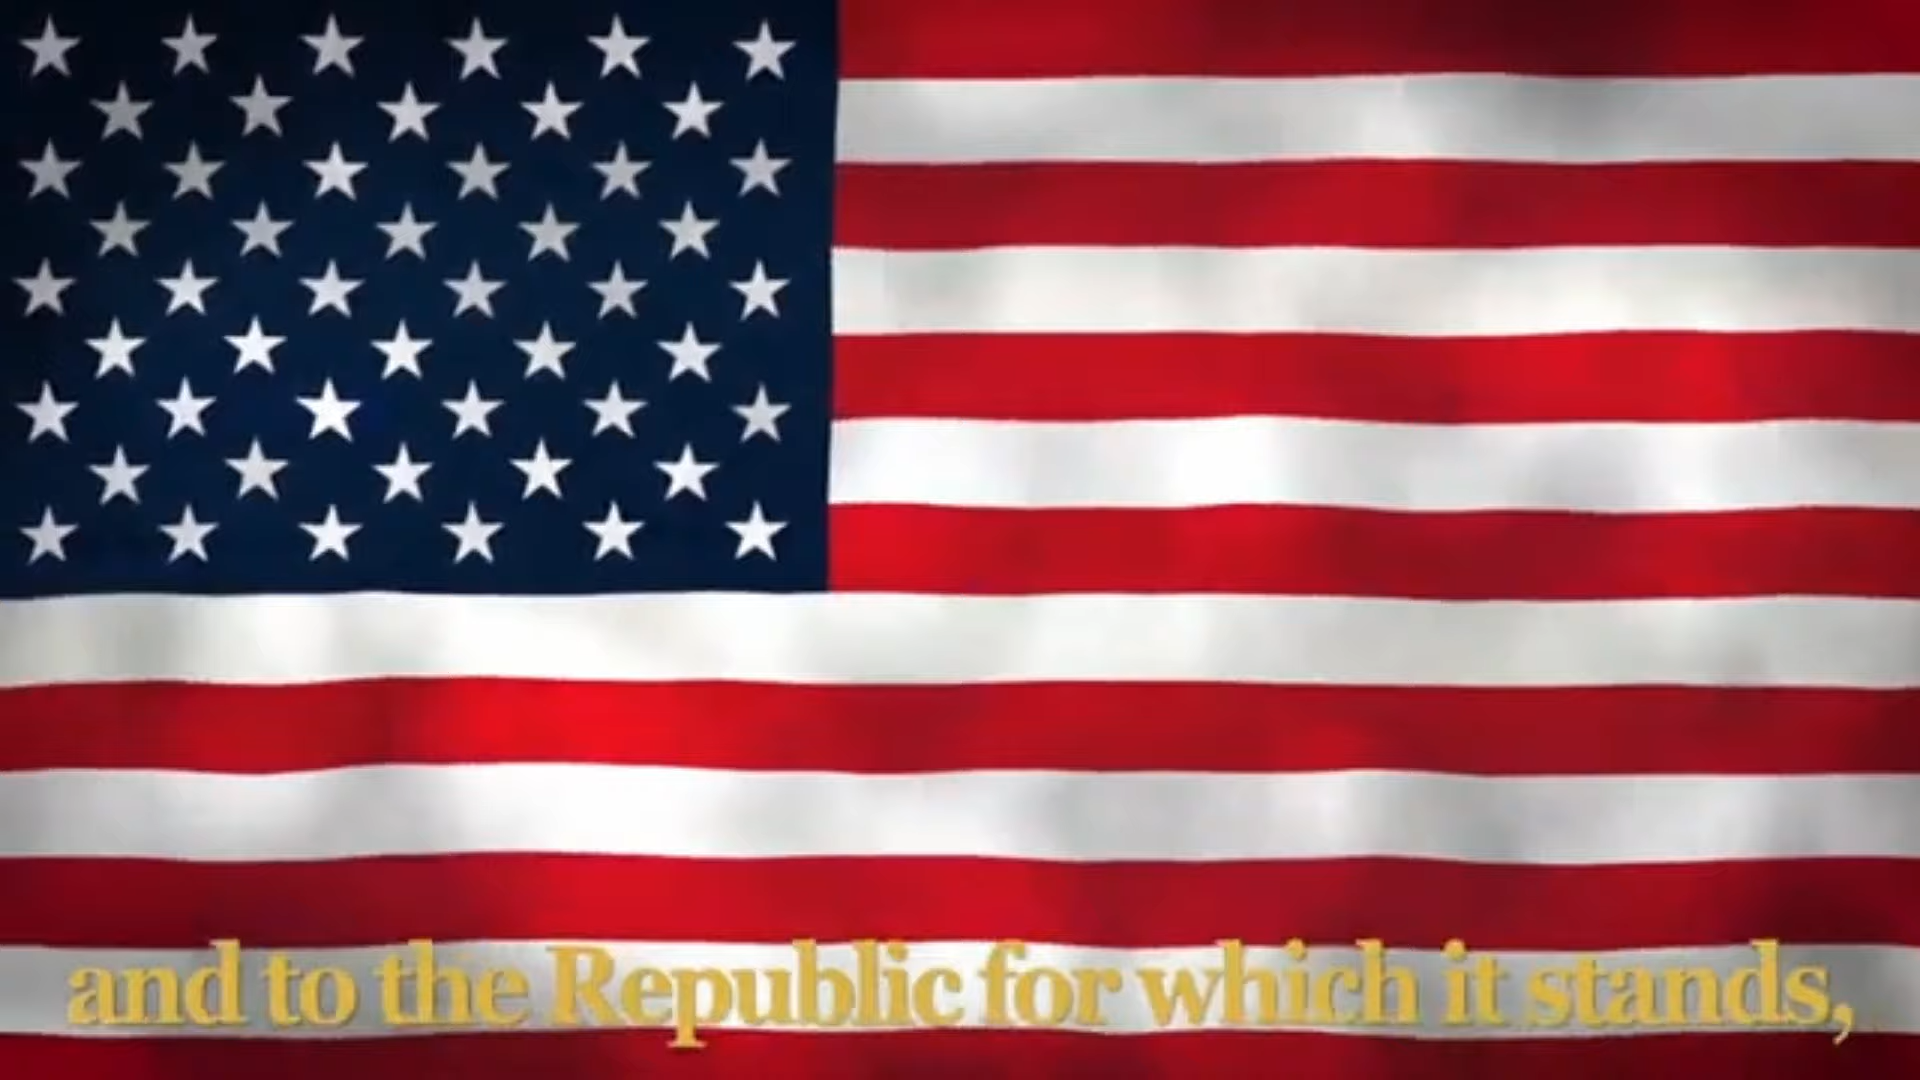 and to the Republic for which it stands,